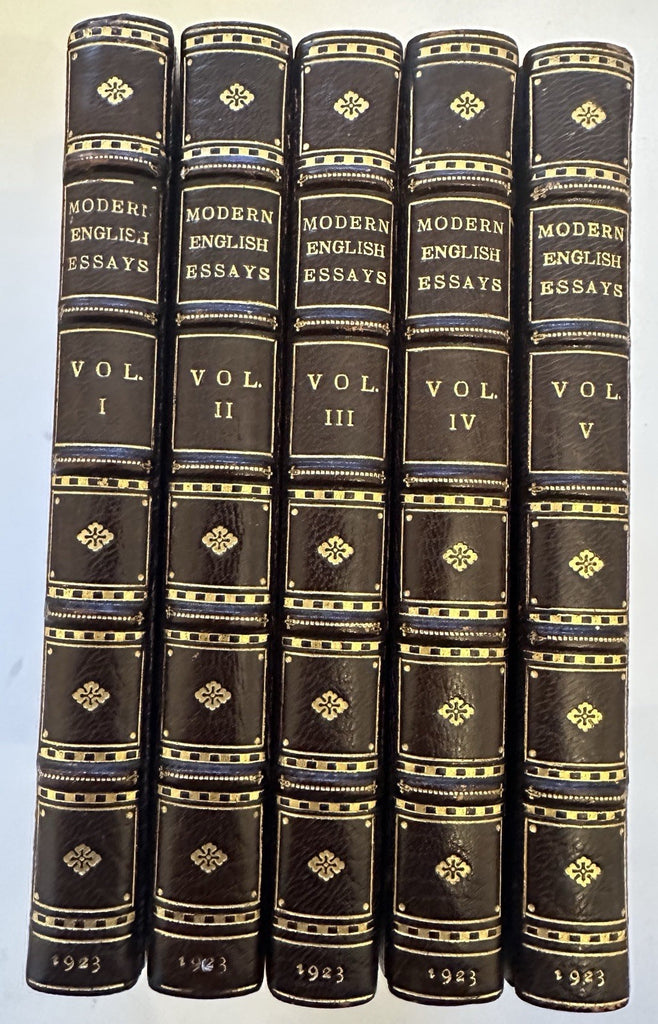 MODERN
ENGLISH
ESSAYS
VOL.
I
1923
MODERN
ENGLISH
ESSAYS
VOL.
II
1923
MODERN
ENGLISH
ESSAYS
VOL.
III
1923
MODERN
ENGLISH
ESSAYS
VOL.
IV
1923
MODERN
ENGLISH
ESSAYS
VOL.
V
1923